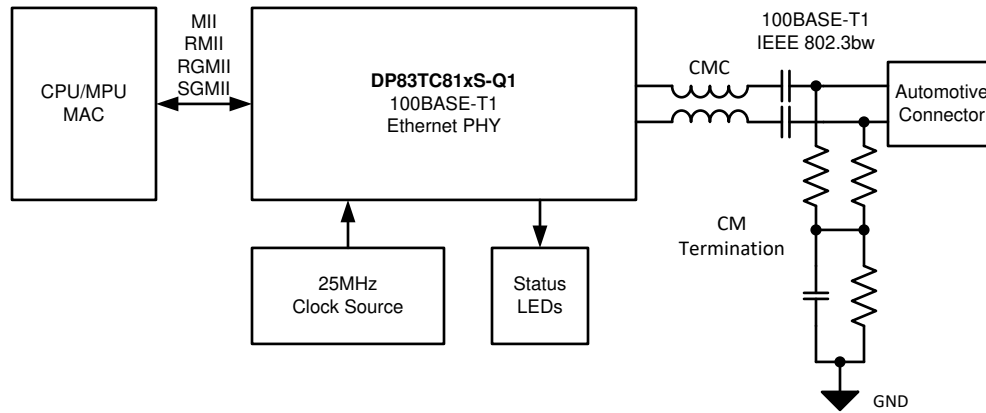 MII
RMII
RGMII
SGMII
CPU/MPU
MAC
DP83TC81xS-Q1
100BASE-T1
Ethernet PHY
CMC
100BASE-T1
IEEE 802.3bw
Automotive
Connector
CM
Termination
25MHz
Clock Source
Status
LEDs
GND